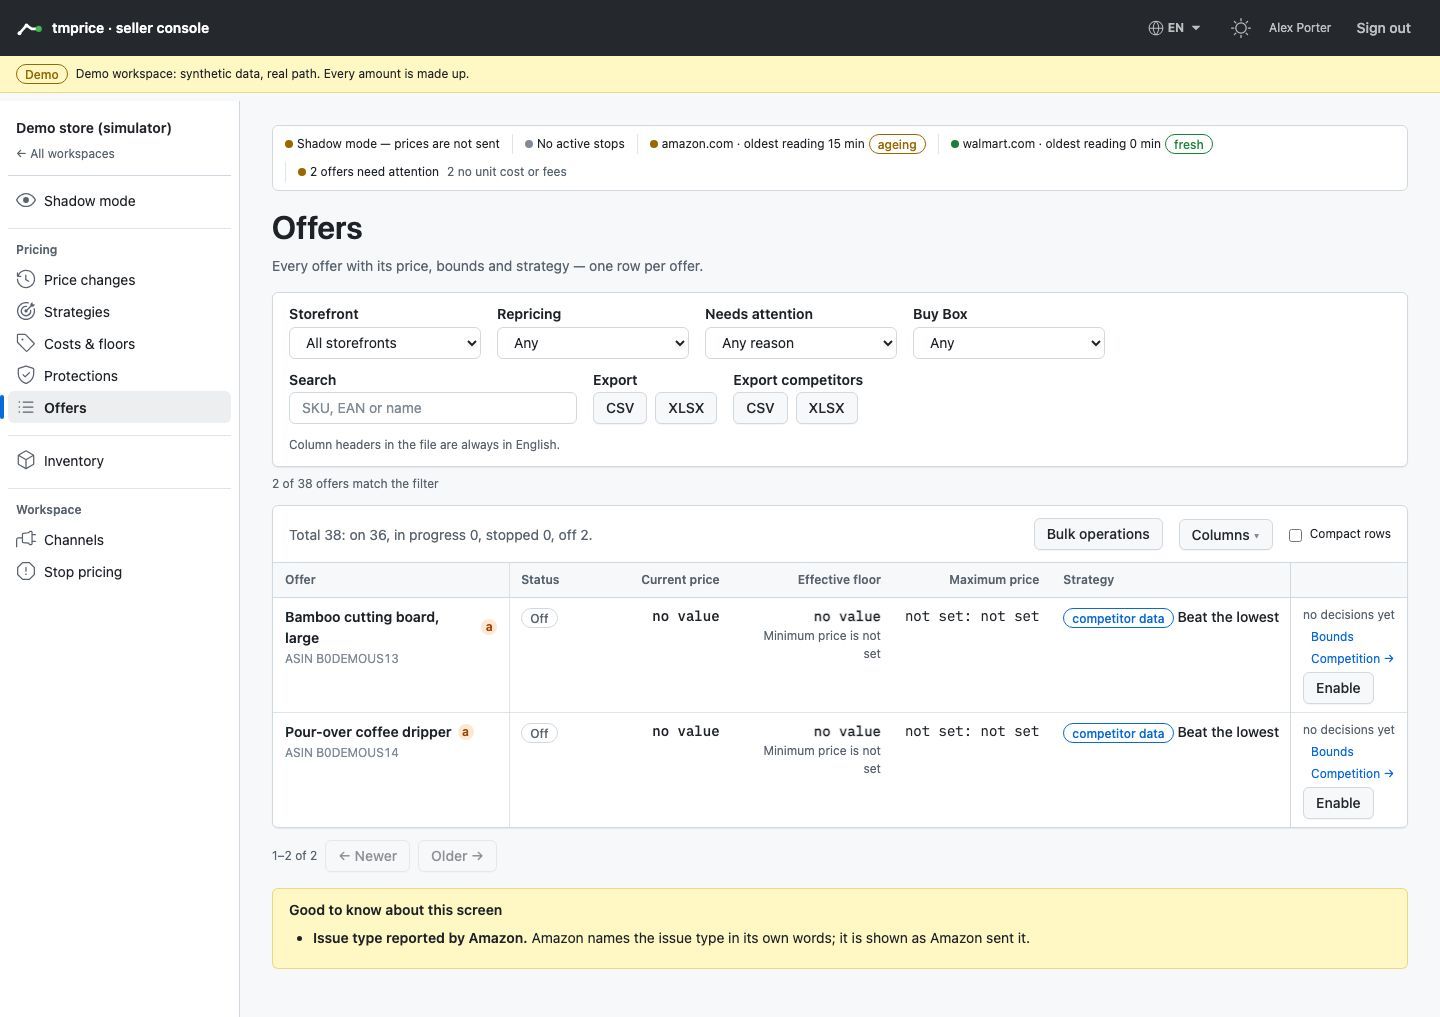 tmprice · seller console
EN
Alex Porter
Sign out
Demo
Demo workspace: synthetic data, real path. Every amount is made up.
Demo store (simulator)
← All workspaces
Shadow mode
Pricing
Price changes
Strategies
Costs & floors
Protections
Offers
Inventory
Workspace
Channels
Stop pricing
Shadow mode — prices are not sent
No active stops
amazon.com · oldest reading 15 min ageing
walmart.com · oldest reading 0 min fresh
2 offers need attention 2 no unit cost or fees
Offers
Every offer with its price, bounds and strategy — one row per offer.
Storefront Repricing Needs attention Buy Box
All storefronts Any Any reason Any
Search Export Export competitors
SKU, EAN or name CSV XLSX CSV XLSX
Column headers in the file are always in English.
2 of 38 offers match the filter
Total 38: on 36, in progress 0, stopped 0, off 2.
Bulk operations Columns ▾ Compact rows
Offer Status Current price Effective floor Maximum price Strategy
Bamboo cutting board, large a
ASIN B0DEMOUS13
Off
no value
no value
Minimum price is not set
not set: not set
competitor data Beat the lowest
no decisions yet
Bounds
Competition →
Enable
Pour-over coffee dripper a
ASIN B0DEMOUS14
Off
no value
no value
Minimum price is not set
not set: not set
competitor data Beat the lowest
no decisions yet
Bounds
Competition →
Enable
1–2 of 2 ← Newer Older →
Good to know about this screen
• Issue type reported by Amazon. Amazon names the issue type in its own words; it is shown as Amazon sent it.